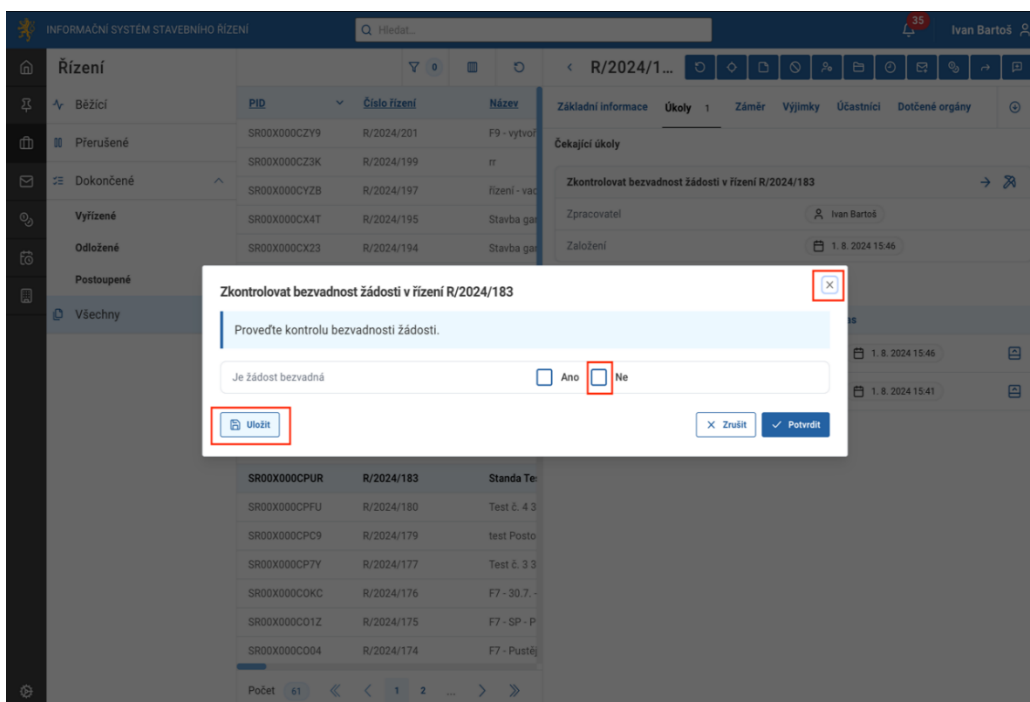 INFORMAČNÍ SYSTÉM STAVEBNÍHO ŘÍZENÍ
Hledat...
35
Ivan Bartoš
Řízení
0
R/2024/1...
Běžící
Přerušené
Dokončené
Vyřízené
Odložené
Postoupené
Všechny
PID Číslo řízení Název
SR00X000CZY9 R/2024/201 F9 - vytvoř
SR00X000CZ3K R/2024/199 rr
SR00X000CYZB R/2024/197 řízení - vac
SR00X000CX4T R/2024/195 Stavba gar
SR00X000CX23 R/2024/194 Stavba gar
Základní informace Úkoly 1 Záměr Výjimky Účastníci Dotčené orgány
Čekající úkoly
Zkontrolovat bezvadnost žádosti v řízení R/2024/183
Zpracovatel Ivan Bartoš
Založení 1. 8. 2024 15:46
as
1. 8. 2024 15:46
1. 8. 2024 15:41
Zkontrolovat bezvadnost žádosti v řízení R/2024/183
Proveďte kontrolu bezvadnosti žádosti.
Je žádost bezvadná Ano Ne
Uložit Zrušit Potvrdit
SR00X000CPUR R/2024/183 Standa Te
SR00X000CPFU R/2024/180 Test č. 4 3
SR00X000CPC9 R/2024/179 test Posto
SR00X000CP7Y R/2024/177 Test č. 3 3
SR00X000COKC R/2024/176 F7 - 30.7. -
SR00X000CO1Z R/2024/175 F7 - SP - P
SR00X000CO04 R/2024/174 F7 - Pustěj
Počet 61 1 2 ...